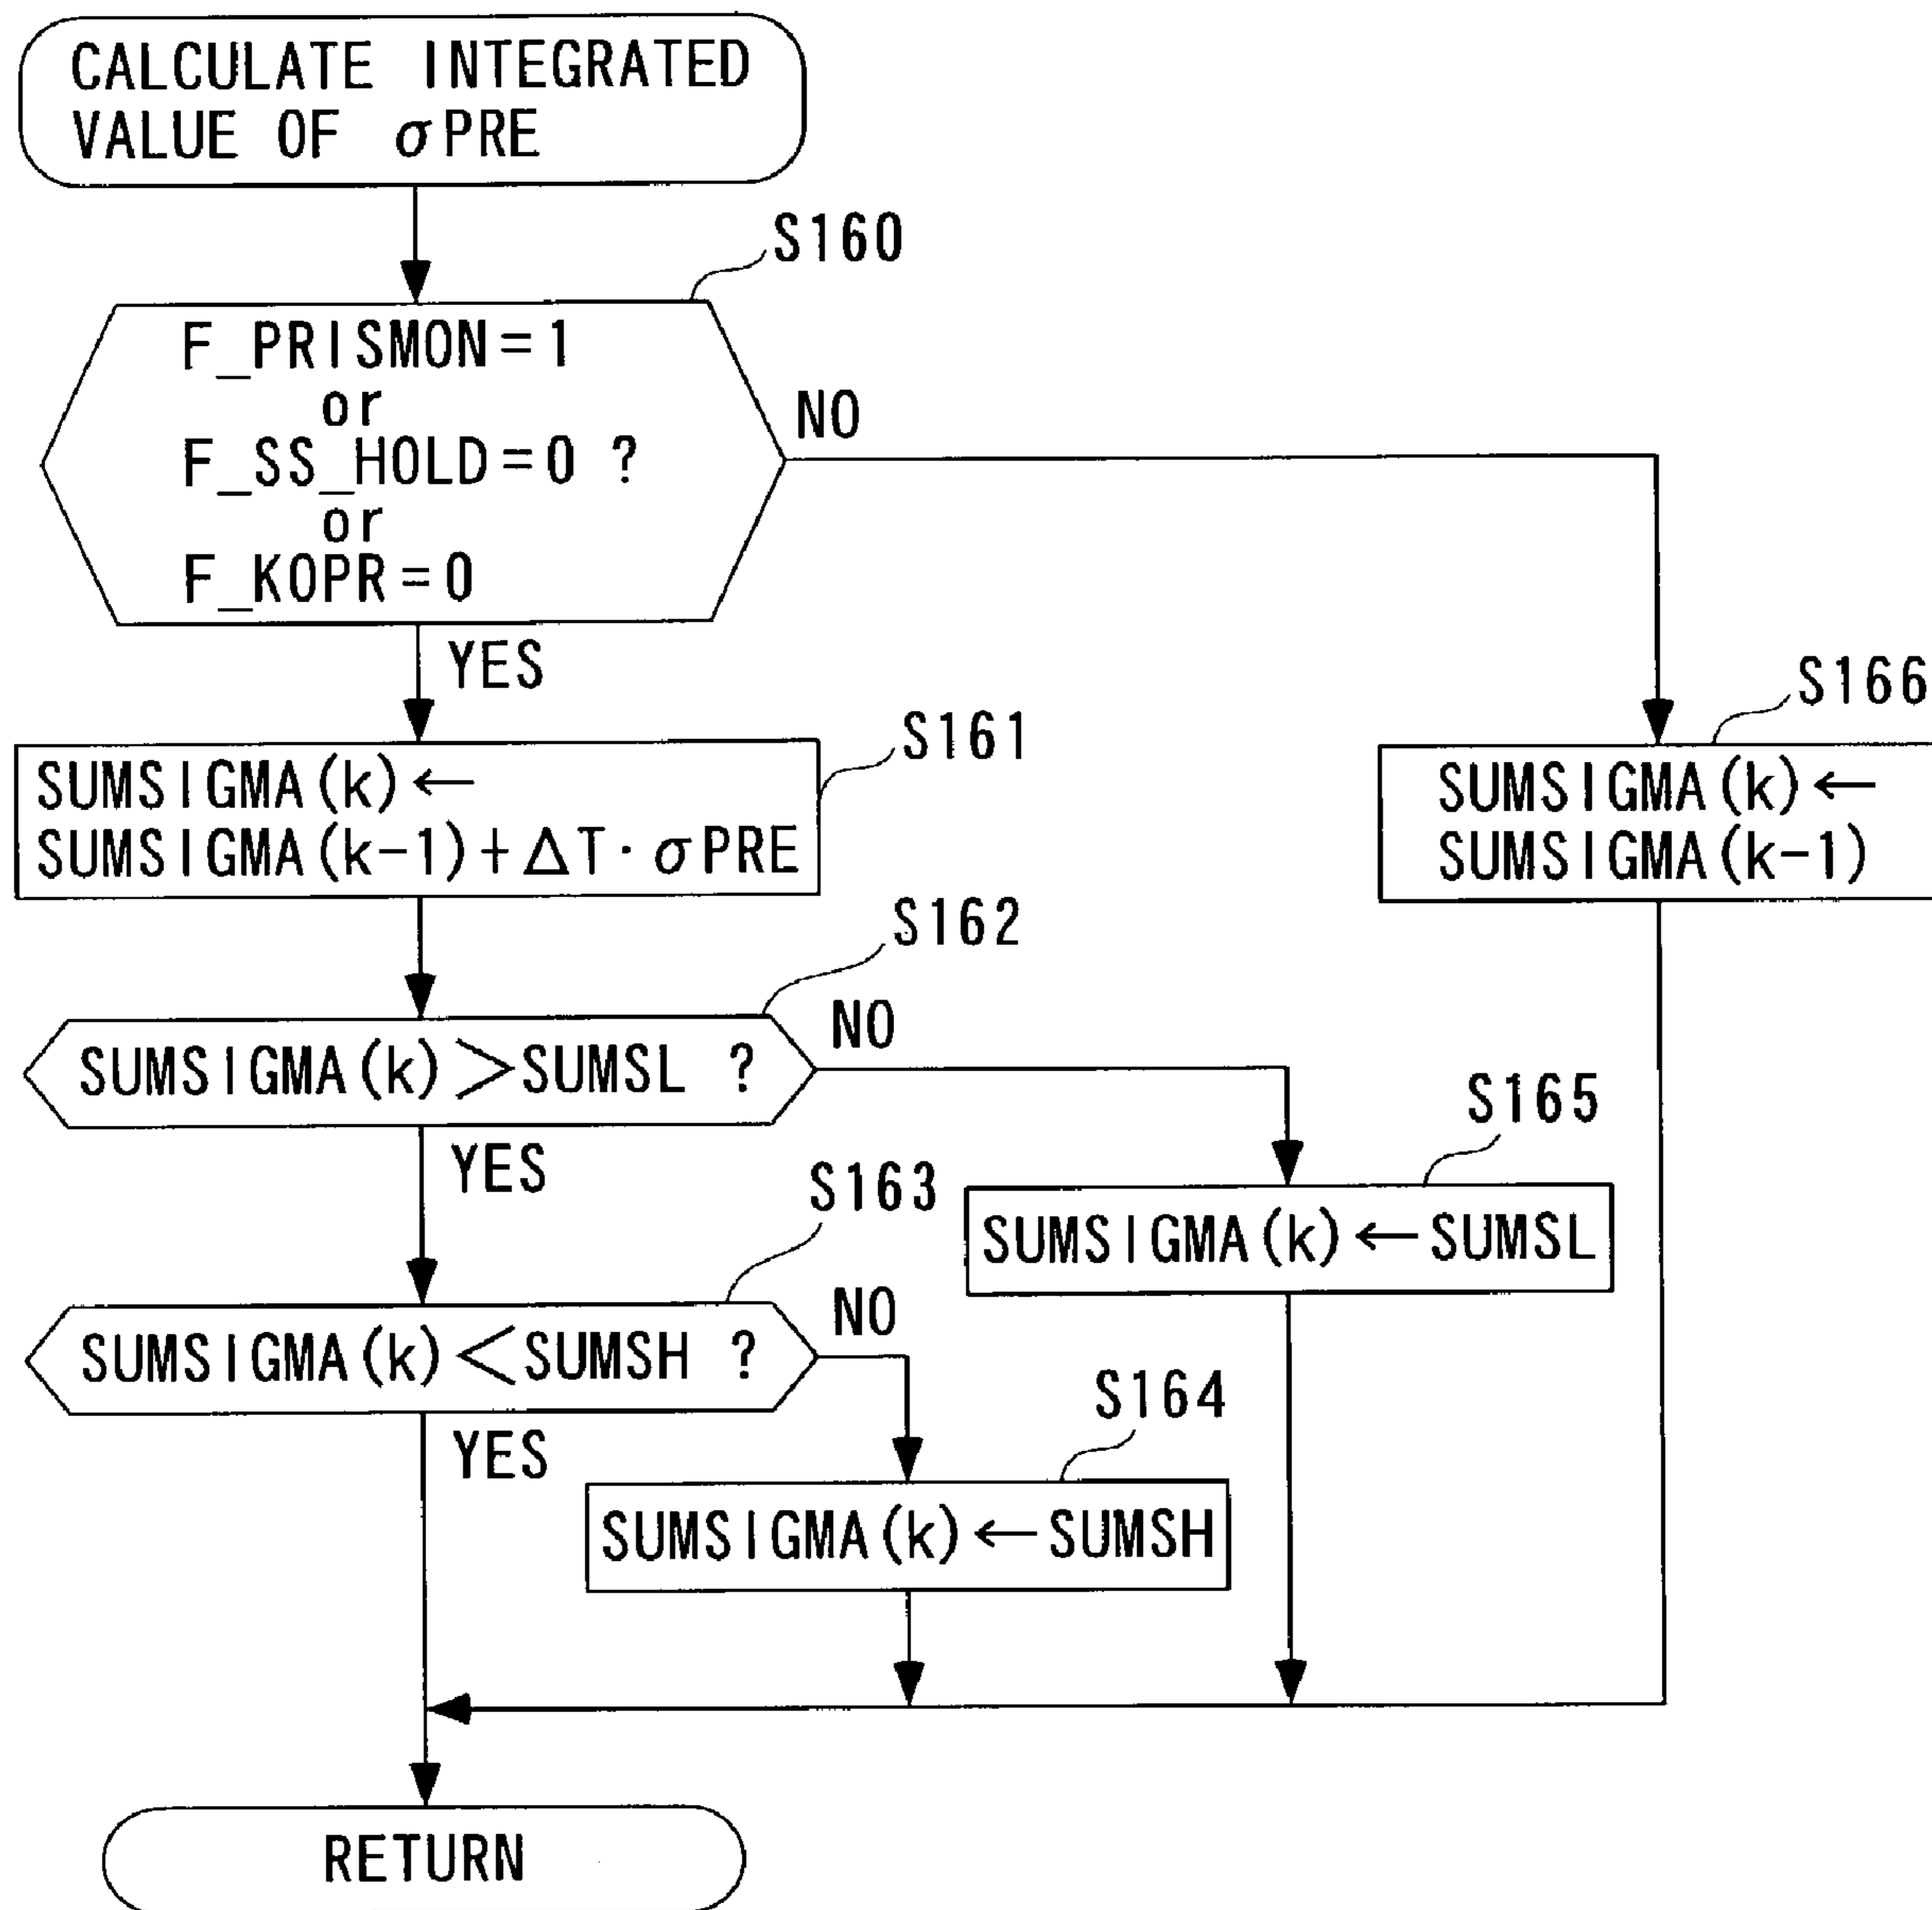 CALCULATE INTEGRATED
VALUE OF σPRE
S160
F_PRISMON=1
or
F_SS_HOLD=0 ?
or
F_KOPR=0
NO
YES
S161
SUMSIGMA(k)←
SUMSIGMA(k-1)+ΔT·σPRE
S166
SUMSIGMA(k)←
SUMSIGMA(k-1)
S162
SUMSIGMA(k)>SUMSL ?
NO
YES
S165
SUMSIGMA(k)←SUMSL
S163
SUMSIGMA(k)<SUMSH ?
NO
YES
S164
SUMSIGMA(k)←SUMSH
RETURN